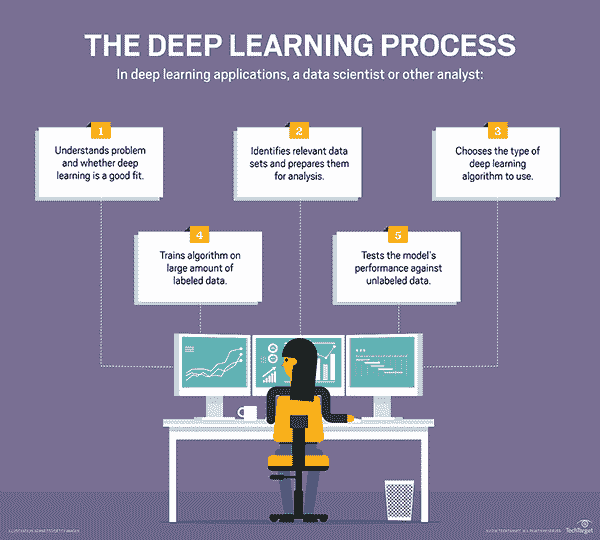 THE DEEP LEARNING PROCESS
In deep learning applications, a data scientist or other analyst:
1
Understands problem
and whether deep
learning is a good fit.
2
Identifies relevant data
sets and prepares them
for analysis.
3
Chooses the type of
deep learning
algorithm to use.
4
Trains algorithm on
large amount of
labeled data.
5
Tests the model's
performance against
unlabeled data.
TechTarget